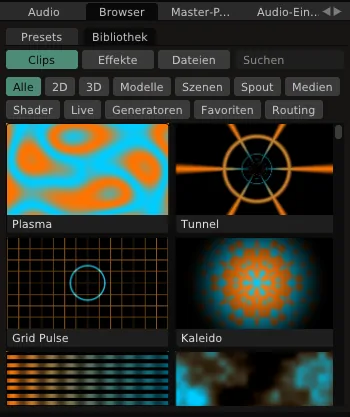 Audio Browser Master-P... Audio-Ein...
Presets Bibliothek
Clips Effekte Dateien Suchen
Alle 2D 3D Modelle Szenen Spout Medien
Shader Live Generatoren Favoriten Routing
Plasma Tunnel
Grid Pulse Kaleido